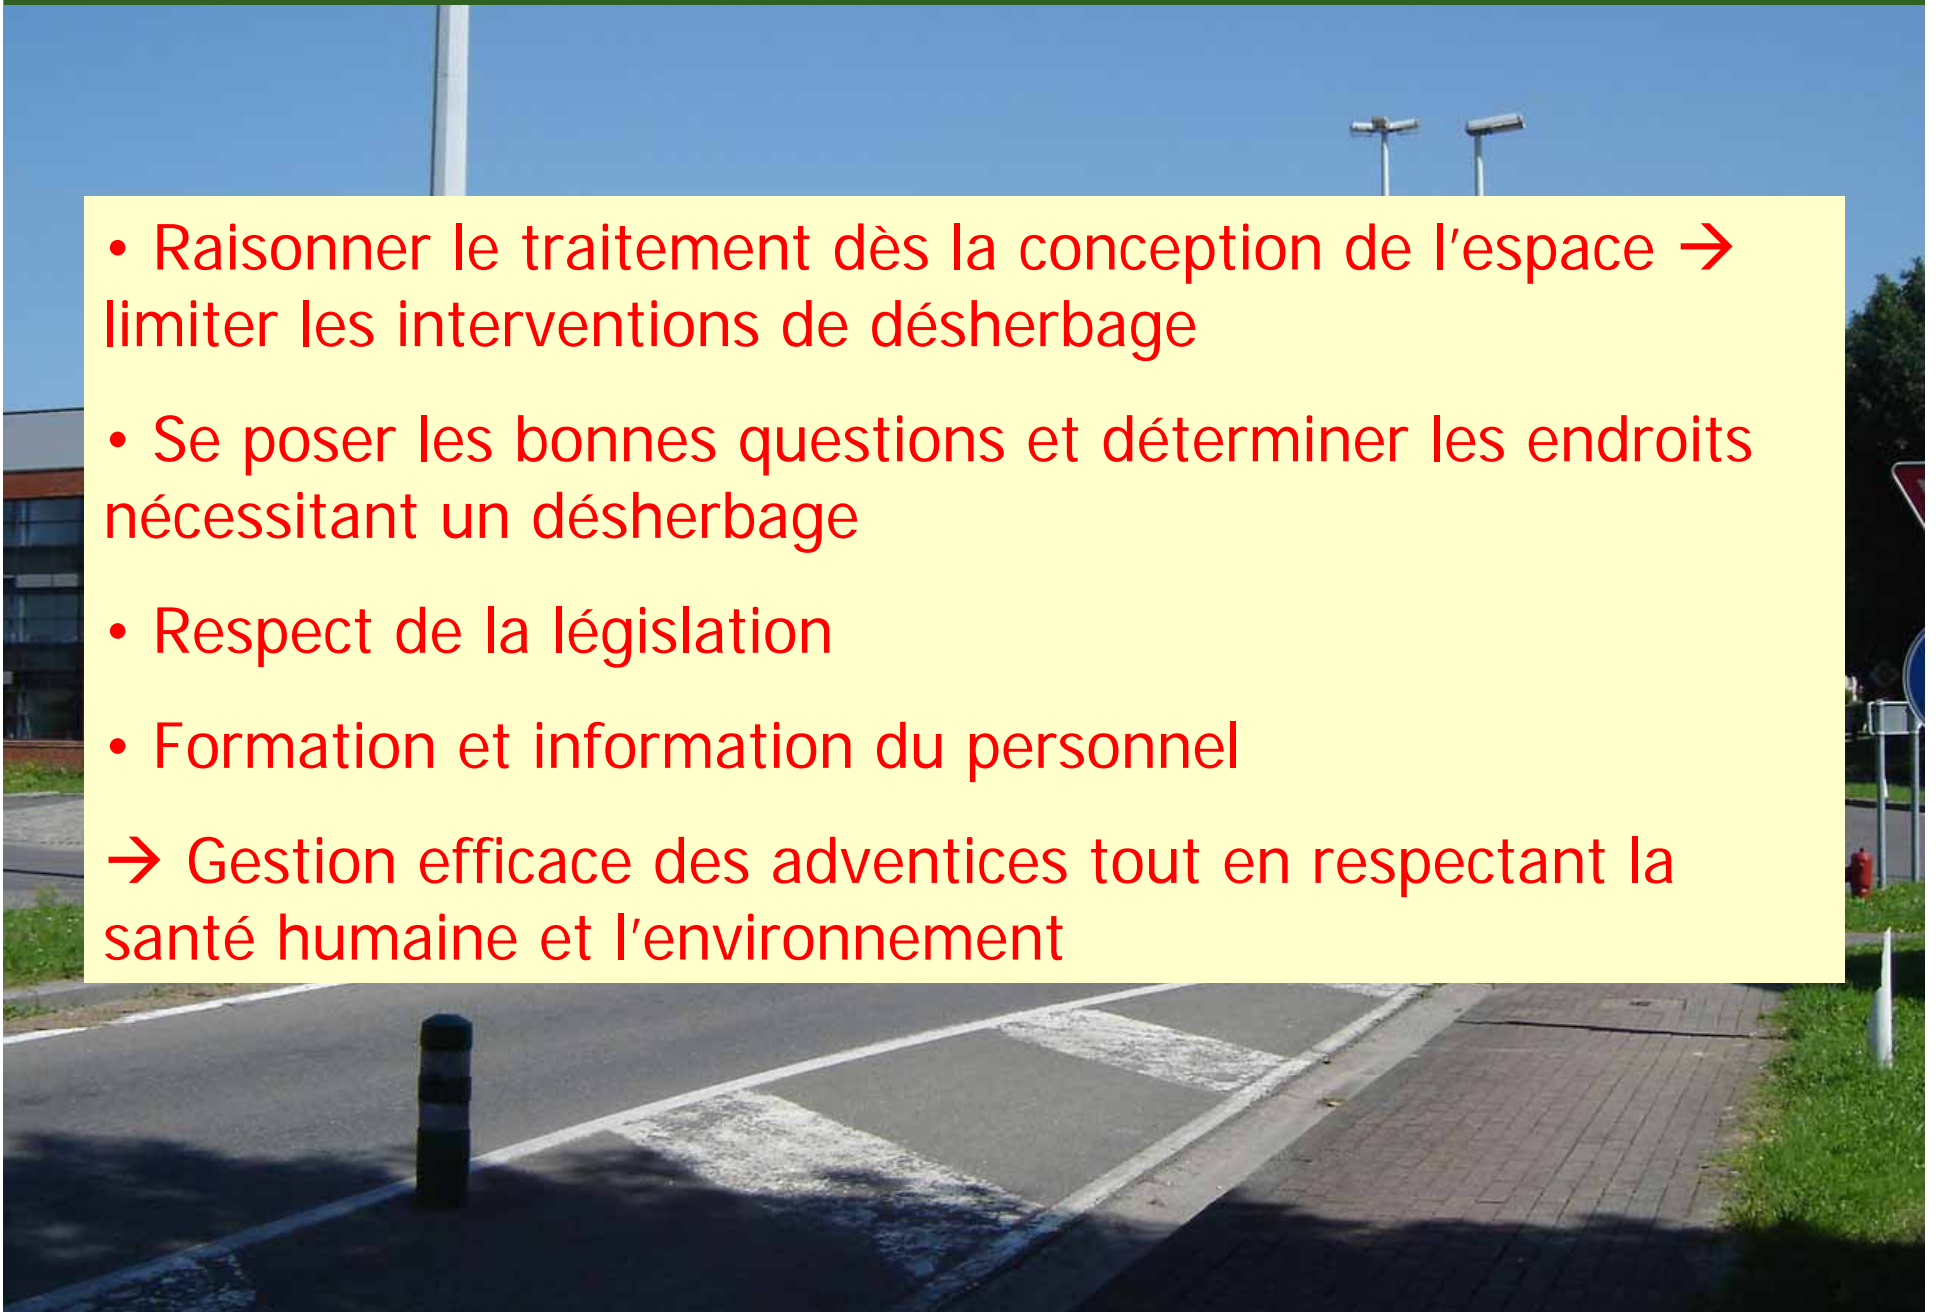 • Raisonner le traitement dès la conception de l'espace →
limiter les interventions de désherbage
• Se poser les bonnes questions et déterminer les endroits
nécessitant un désherbage
• Respect de la législation
• Formation et information du personnel
→ Gestion efficace des adventices tout en respectant la
santé humaine et l'environnement